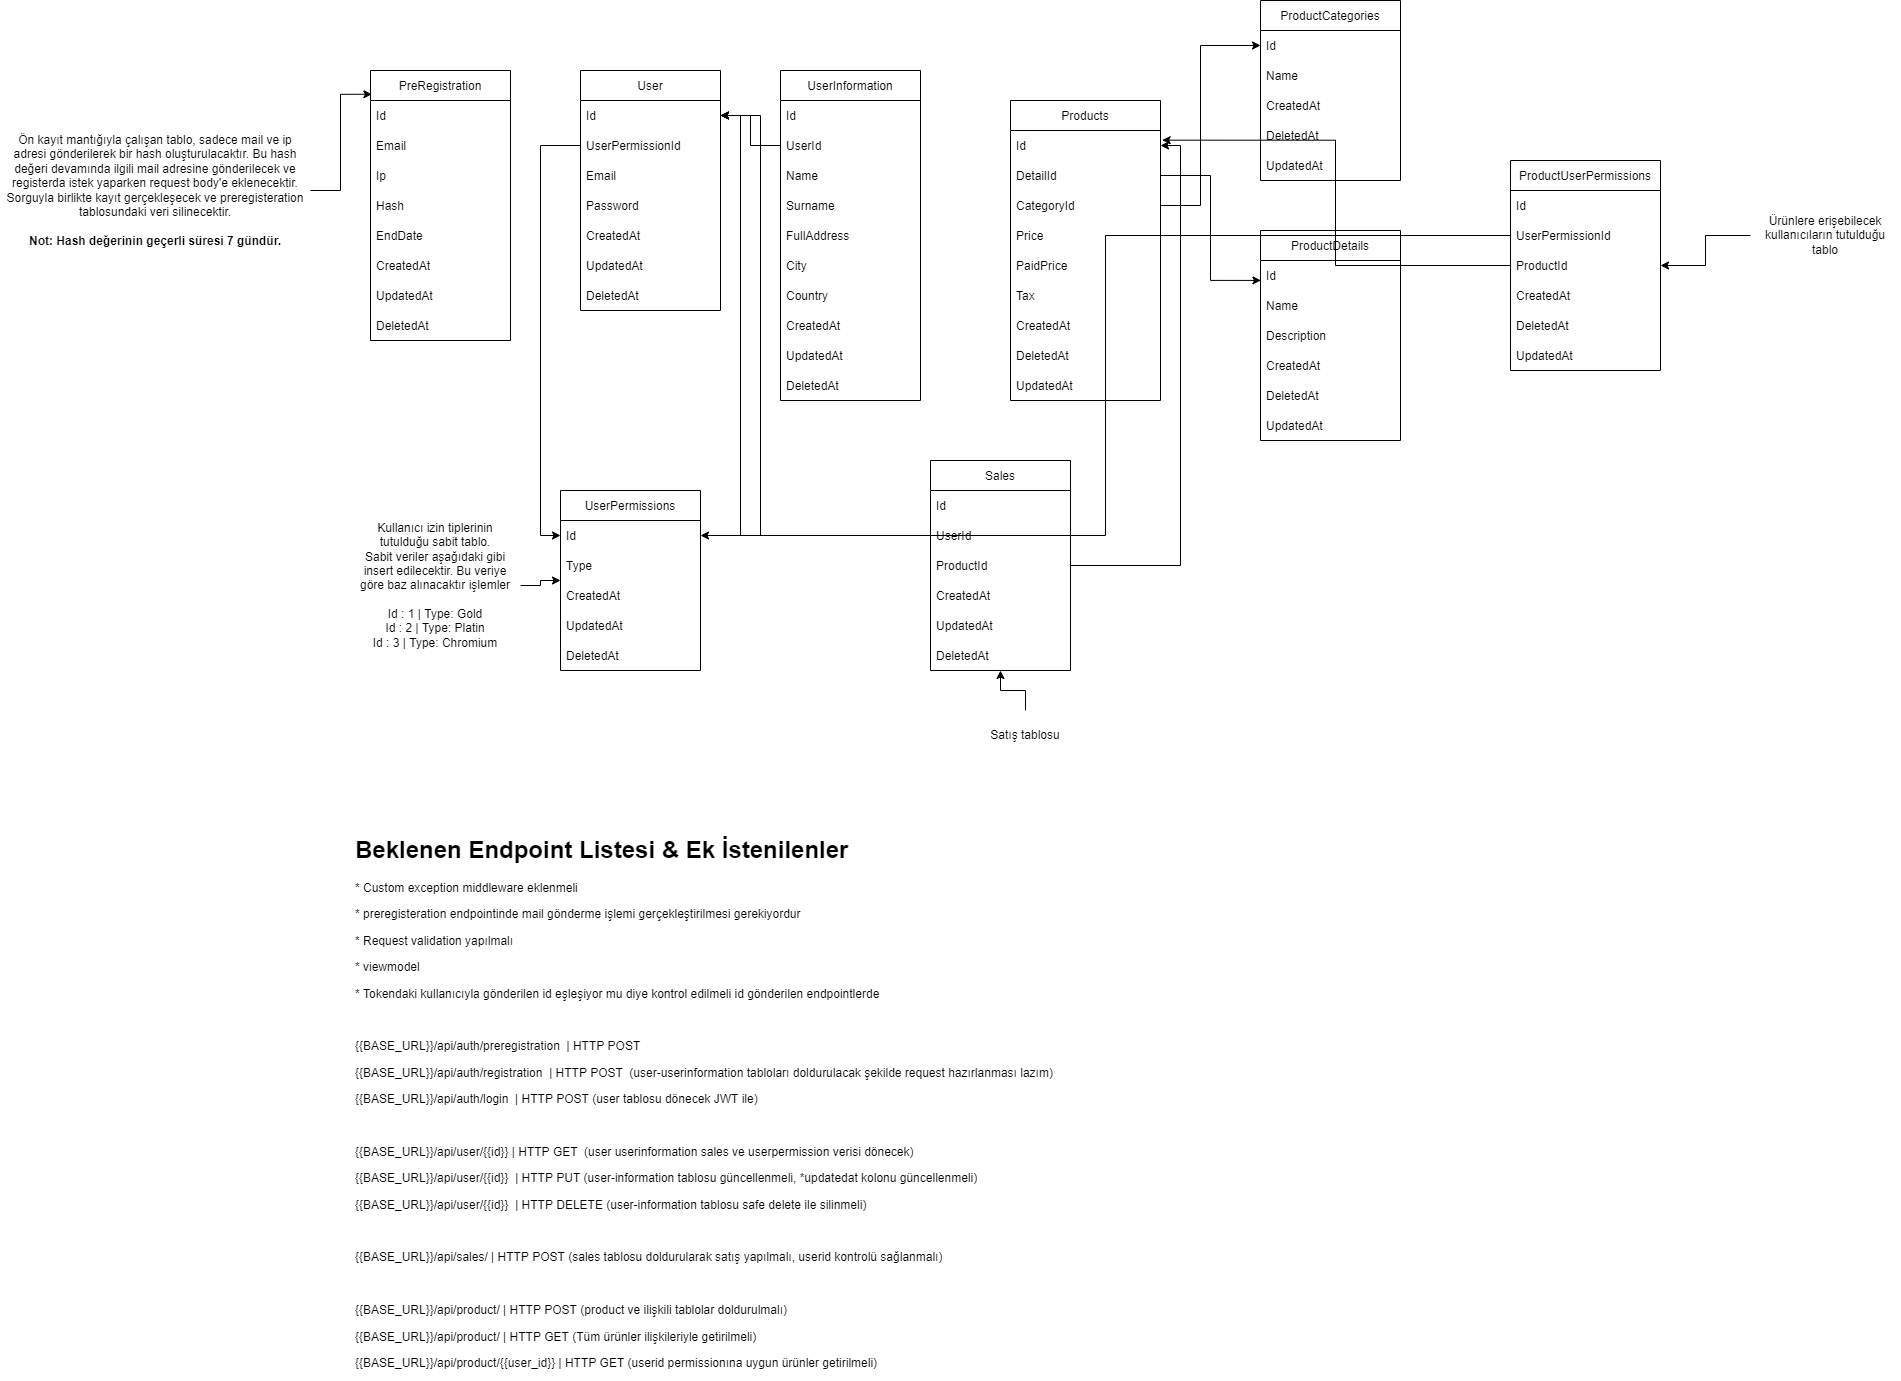 ProductCategories
Id
Name
CreatedAt
DeletedAt
UpdatedAt
PreRegistration
Id
Email
Ip
Hash
EndDate
CreatedAt
UpdatedAt
DeletedAt
User
Id
UserPermissionId
Email
Password
CreatedAt
UpdatedAt
DeletedAt
UserInformation
Id
UserId
Name
Surname
FullAddress
City
Country
CreatedAt
UpdatedAt
DeletedAt
Products
Id
DetailId
CategoryId
Price
PaidPrice
Tax
CreatedAt
DeletedAt
UpdatedAt
Ön kayıt mantığıyla çalışan tablo, sadece mail ve ip
adresi gönderilerek bir hash oluşturulacaktır. Bu hash
değeri devamında ilgili mail adresine gönderilecek ve
registerda istek yaparken request body'e eklenecektir.
Sorguyla birlikte kayıt gerçekleşecek ve preregisteration
tablosundaki veri silinecektir.
Not: Hash değerinin geçerli süresi 7 gündür.
ProductUserPermissions
Id
UserPermissionId
ProductId
CreatedAt
DeletedAt
UpdatedAt
Ürünlere erişebilecek
kullanıcıların tutulduğu
tablo
ProductDetails
Id
Name
Description
CreatedAt
DeletedAt
UpdatedAt
Sales
Id
UserId
ProductId
CreatedAt
UpdatedAt
DeletedAt
UserPermissions
Id
Type
CreatedAt
UpdatedAt
DeletedAt
Kullanıcı izin tiplerinin
tutulduğu sabit tablo.
Sabit veriler aşağıdaki gibi
insert edilecektir. Bu veriye
göre baz alınacaktır işlemler
Id : 1 | Type: Gold
Id : 2 | Type: Platin
Id : 3 | Type: Chromium
Satış tablosu
Beklenen Endpoint Listesi & Ek İstenilenler
* Custom exception middleware eklenmeli
* preregisteration endpointinde mail gönderme işlemi gerçekleştirilmesi gerekiyordur
* Request validation yapılmalı
* viewmodel
* Tokendaki kullanıcıyla gönderilen id eşleşiyor mu diye kontrol edilmeli id gönderilen endpointlerde
{{BASE_URL}}/api/auth/preregistration | HTTP POST
{{BASE_URL}}/api/auth/registration | HTTP POST (user-userinformation tabloları doldurulacak şekilde request hazırlanması lazım)
{{BASE_URL}}/api/auth/login | HTTP POST (user tablosu dönecek JWT ile)
{{BASE_URL}}/api/user/{{id}} | HTTP GET (user userinformation sales ve userpermission verisi dönecek)
{{BASE_URL}}/api/user/{{id}} | HTTP PUT (user-information tablosu güncellenmeli, *updatedat kolonu güncellenmeli)
{{BASE_URL}}/api/user/{{id}} | HTTP DELETE (user-information tablosu safe delete ile silinmeli)
{{BASE_URL}}/api/sales/ | HTTP POST (sales tablosu doldurularak satış yapılmalı, userid kontrolü sağlanmalı)
{{BASE_URL}}/api/product/ | HTTP POST (product ve ilişkili tablolar doldurulmalı)
{{BASE_URL}}/api/product/ | HTTP GET (Tüm ürünler ilişkileriyle getirilmeli)
{{BASE_URL}}/api/product/{{user_id}} | HTTP GET (userid permissionına uygun ürünler getirilmeli)